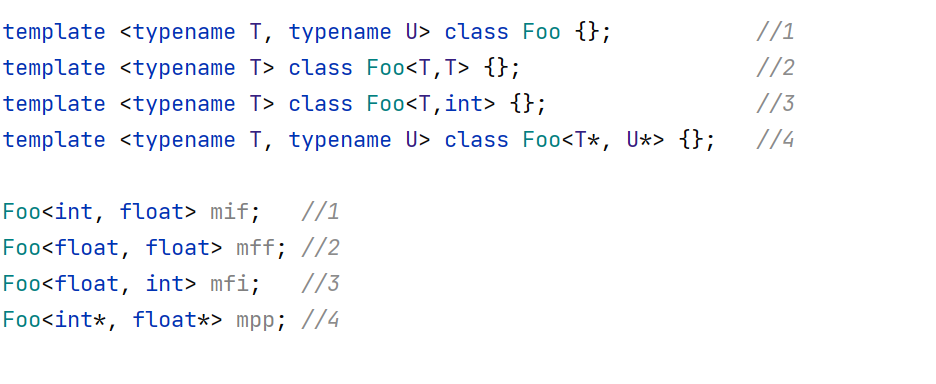 template <typename T, typename U> class Foo {};           //1
template <typename T> class Foo<T,T> {};                  //2
template <typename T> class Foo<T,int> {};                //3
template <typename T, typename U> class Foo<T*, U*> {};   //4

Foo<int, float> mif;   //1
Foo<float, float> mff; //2
Foo<float, int> mfi;   //3
Foo<int*, float*> mpp; //4